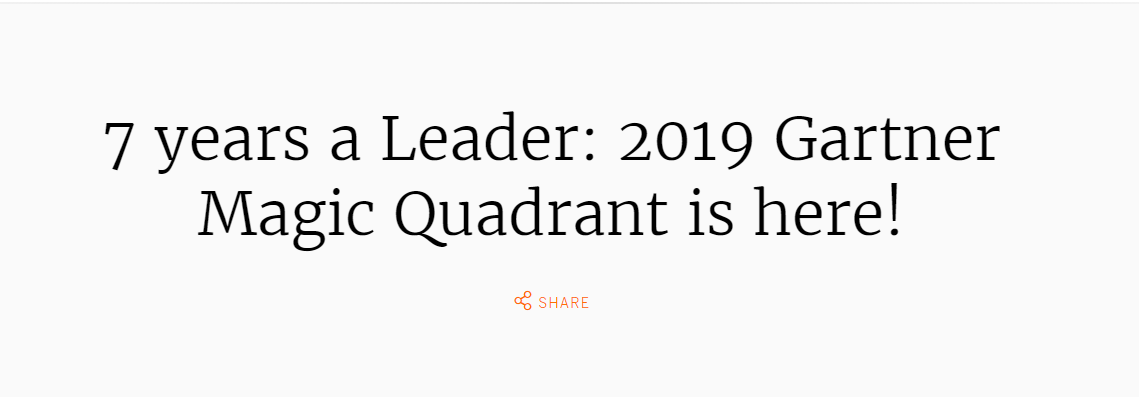 7 years a Leader: 2019 Gartner
Magic Quadrant is here!
SHARE